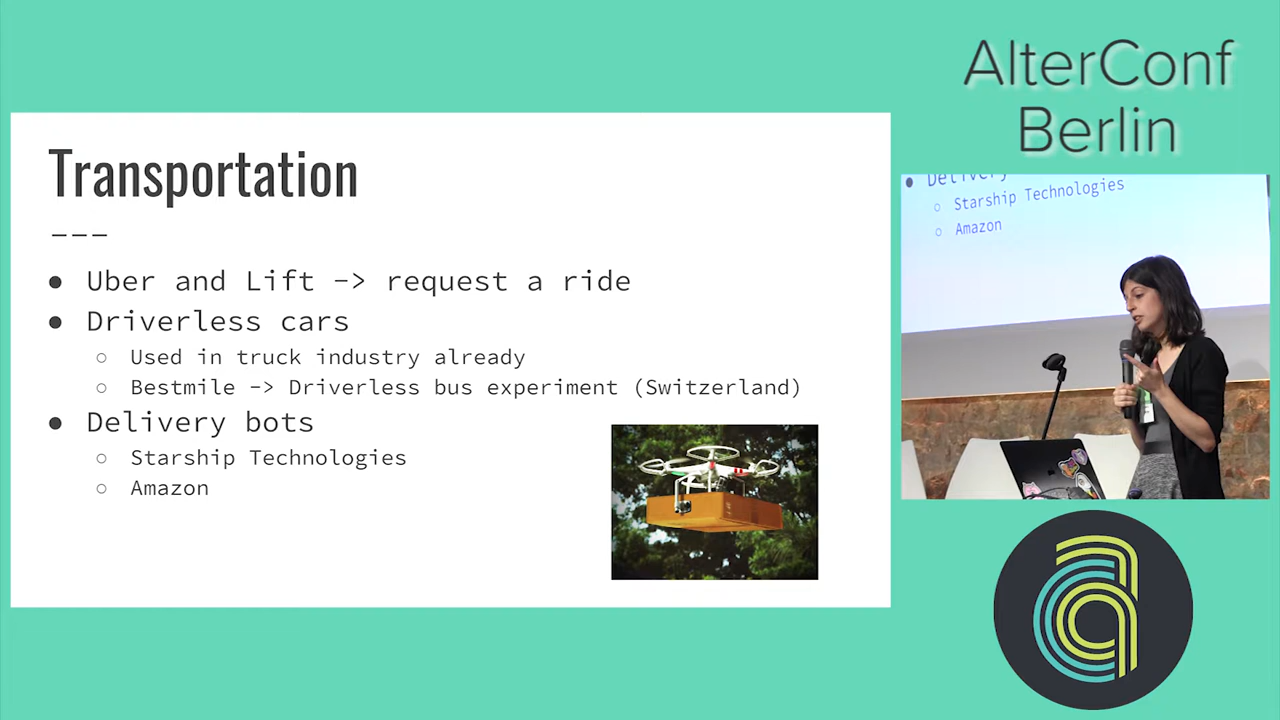 AlterConf
Berlin
Transportation
---
● Uber and Lift -> request a ride
● Driverless cars
○ Used in truck industry already
○ Bestmile -> Driverless bus experiment (Switzerland)
● Delivery bots
○ Starship Technologies
○ Amazon
● Delivery
○ Starship Technologies
○ Amazon